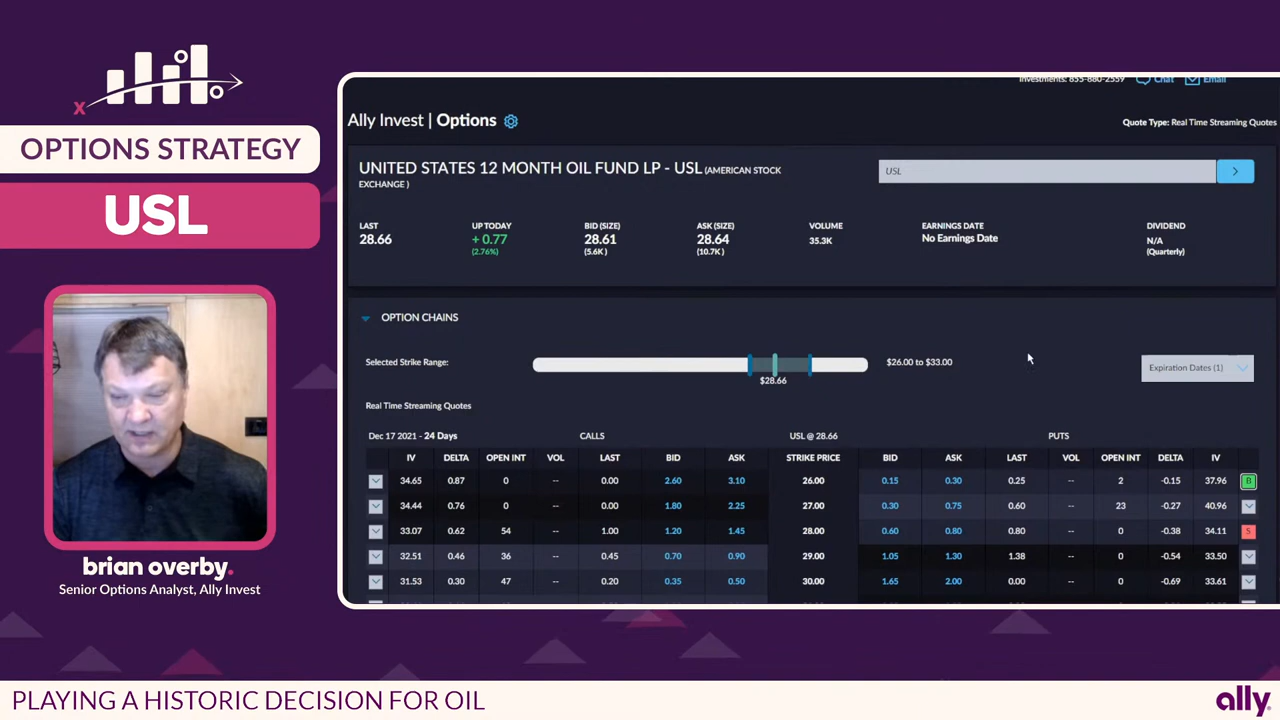 OPTIONS STRATEGY
USL
brian overby.
Senior Options Analyst, Ally Invest
Investments: 855-880-2559 Chat Email
Ally Invest | Options
Quote Type: Real Time Streaming Quotes
UNITED STATES 12 MONTH OIL FUND LP - USL (AMERICAN STOCK
EXCHANGE )
USL
LAST UP TODAY BID (SIZE) ASK (SIZE) VOLUME EARNINGS DATE DIVIDEND
28.66 + 0.77 28.61 28.64 35.3K No Earnings Date N/A
(2.76%) (5.6K) (10.7K) (Quarterly)
OPTION CHAINS
Selected Strike Range: $26.00 to $33.00 Expiration Dates (1)
$28.66
Real Time Streaming Quotes
Dec 17 2021 - 24 Days CALLS USL @ 28.66 PUTS
IV DELTA OPEN INT VOL LAST BID ASK STRIKE PRICE BID ASK LAST VOL OPEN INT DELTA IV
34.65 0.87 0 -- 0.00 2.60 3.10 26.00 0.15 0.30 0.25 -- 2 -0.15 37.96 B
34.44 0.76 0 -- 0.00 1.80 2.25 27.00 0.30 0.75 0.60 -- 23 -0.27 40.96
33.07 0.62 54 -- 1.00 1.20 1.45 28.00 0.60 0.80 0.80 -- 0 -0.38 34.11 S
32.51 0.46 36 -- 0.45 0.70 0.90 29.00 1.05 1.30 1.38 -- 0 -0.54 33.50
31.53 0.30 47 -- 0.20 0.35 0.50 30.00 1.65 2.00 0.00 -- 0 -0.69 33.61
PLAYING A HISTORIC DECISION FOR OIL
ally